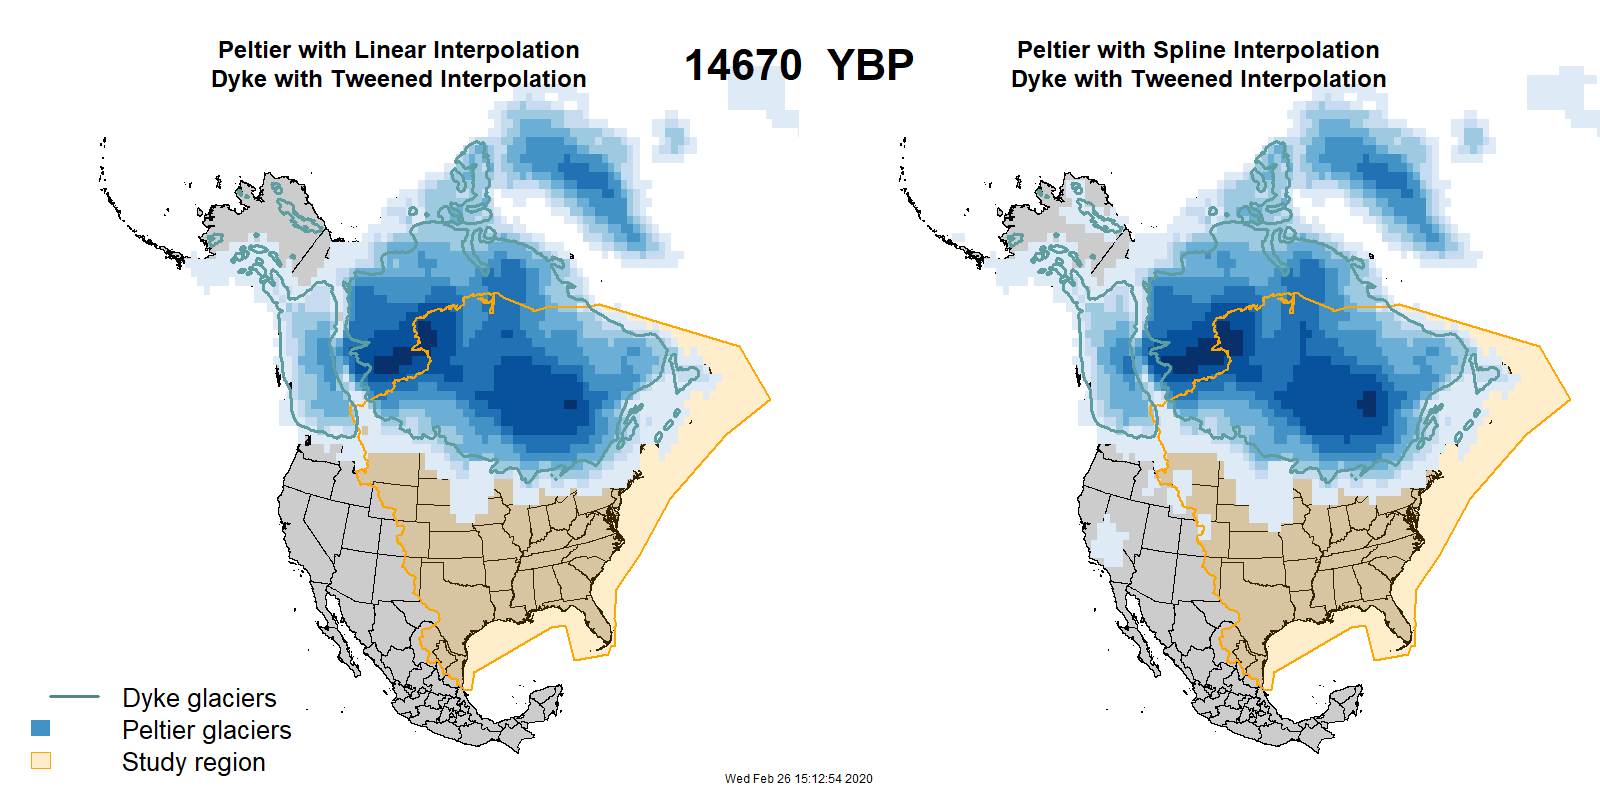 Peltier with Linear Interpolation
Dyke with Tweened Interpolation
14670 YBP
Peltier with Spline Interpolation
Dyke with Tweened Interpolation
Dyke glaciers
Peltier glaciers
Study region
Wed Feb 26 15:12:54 2020